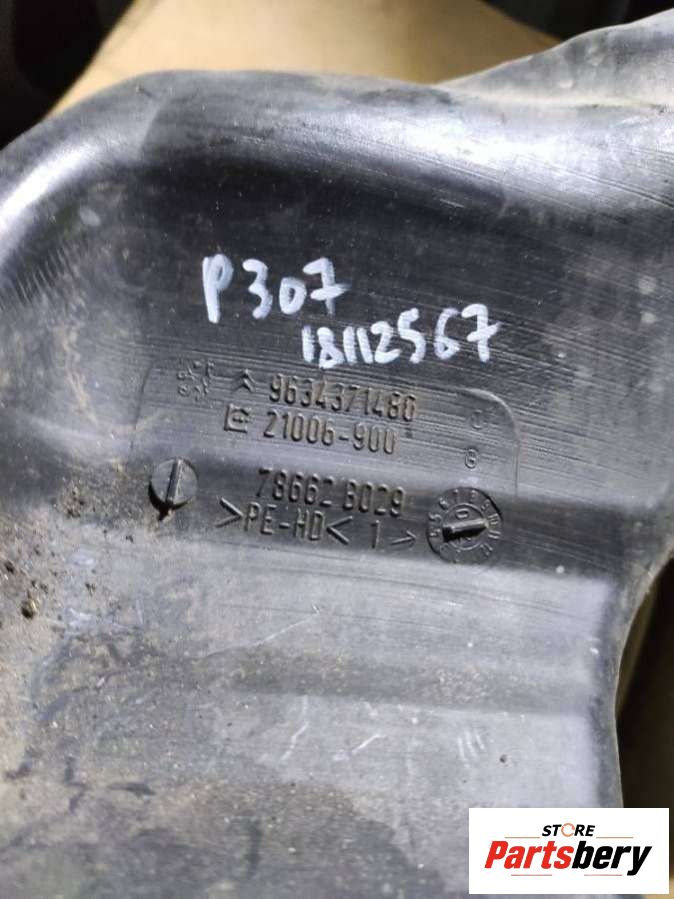 P307
18112567
9634371480
21006-900
78662 B029
>PE-HD< 1 >
STORE
Partsbery